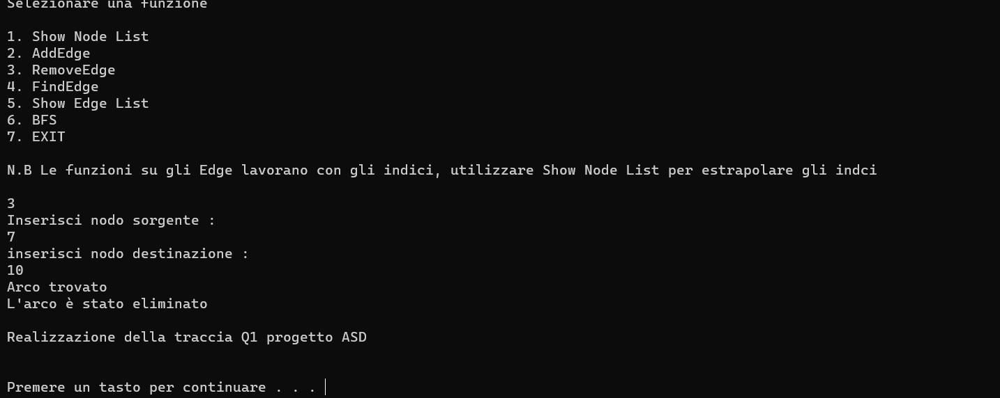 Selezionare una funzione
1. Show Node List
2. AddEdge
3. RemoveEdge
4. FindEdge
5. Show Edge List
6. BFS
7. EXIT
N.B Le funzioni su gli Edge lavorano con gli indici, utilizzare Show Node List per estrapolare gli indci
3
Inserisci nodo sorgente :
7
inserisci nodo destinazione :
10
Arco trovato
L'arco è stato eliminato
Realizzazione della traccia Q1 progetto ASD
Premere un tasto per continuare . . .